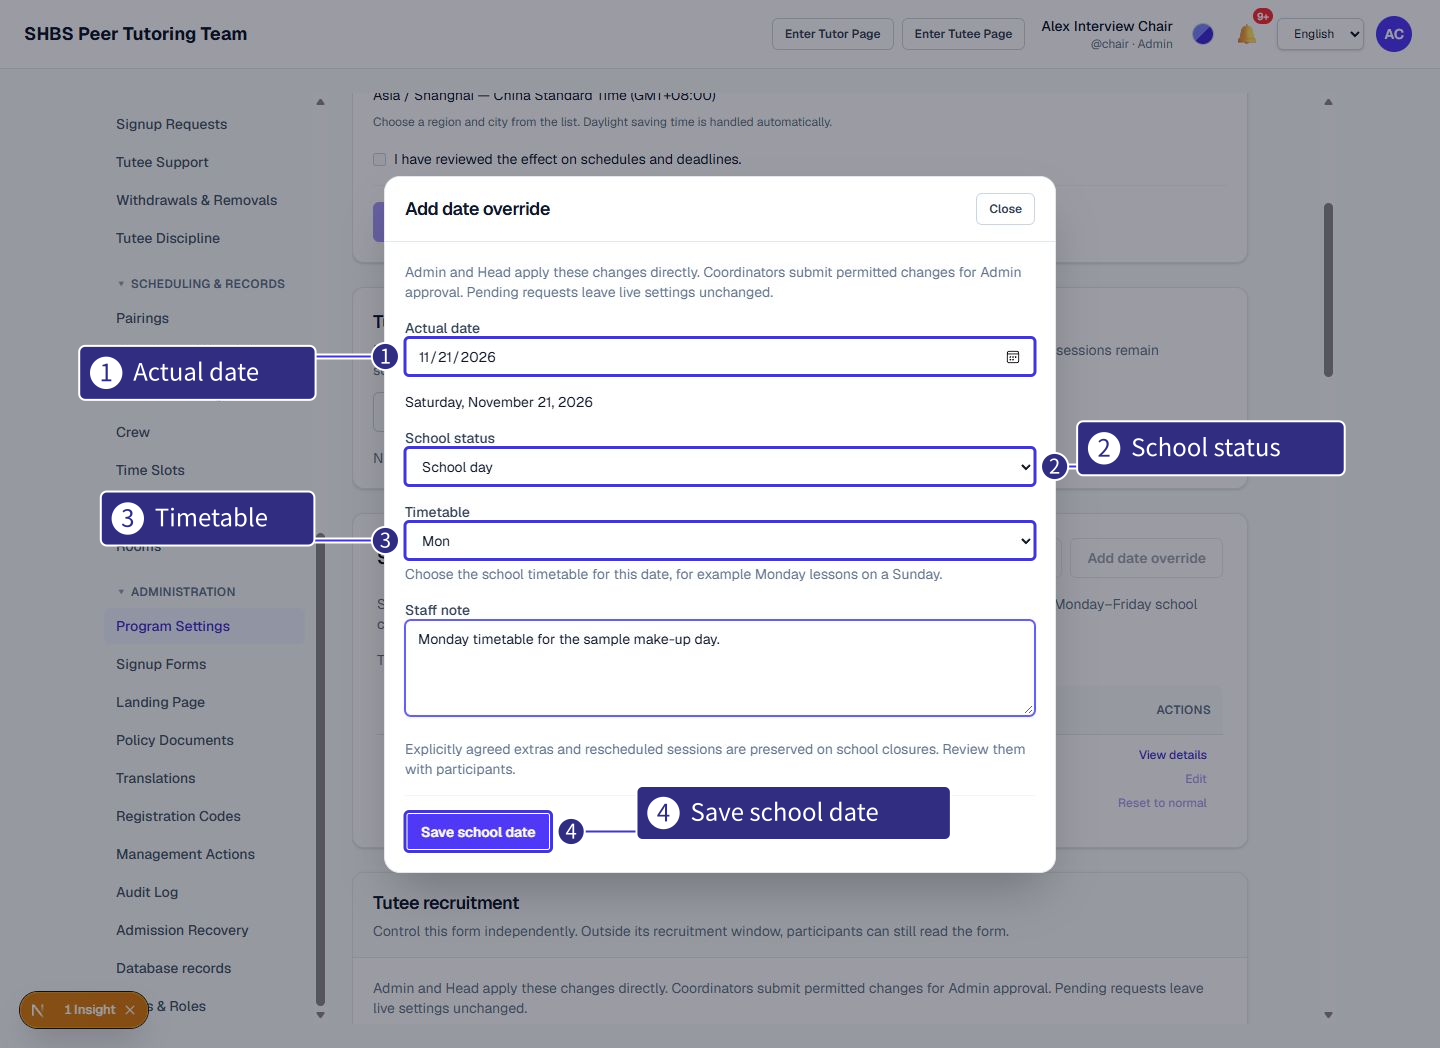 SHBS Peer Tutoring Team
Enter Tutor Page
Enter Tutee Page
Alex Interview Chair
@chair · Admin
9+
English
AC
Signup Requests
Tutee Support
Withdrawals & Removals
Tutee Discipline
SCHEDULING & RECORDS
Pairings
Crew
Time Slots
Rooms
ADMINISTRATION
Program Settings
Signup Forms
Landing Page
Policy Documents
Translations
Registration Codes
Management Actions
Audit Log
Admission Recovery
Database records
s & Roles
1 Insight
Asia / Shanghai — China Standard Time (GMT+08:00)
Choose a region and city from the list. Daylight saving time is handled automatically.
I have reviewed the effect on schedules and deadlines.
sessions remain
Add date override
Monday–Friday school
ACTIONS
View details
Edit
Reset to normal
Add date override
Close
Admin and Head apply these changes directly. Coordinators submit permitted changes for Admin
approval. Pending requests leave live settings unchanged.
Actual date
11/21/2026
Saturday, November 21, 2026
School status
School day
Timetable
Mon
Choose the school timetable for this date, for example Monday lessons on a Sunday.
Staff note
Monday timetable for the sample make-up day.
Explicitly agreed extras and rescheduled sessions are preserved on school closures. Review them
with participants.
Save school date
1 Actual date
1
2
2 School status
3 Timetable
3
4
4 Save school date
Tutee recruitment
Control this form independently. Outside its recruitment window, participants can still read the form.
Admin and Head apply these changes directly. Coordinators submit permitted changes for Admin approval. Pending requests leave
live settings unchanged.